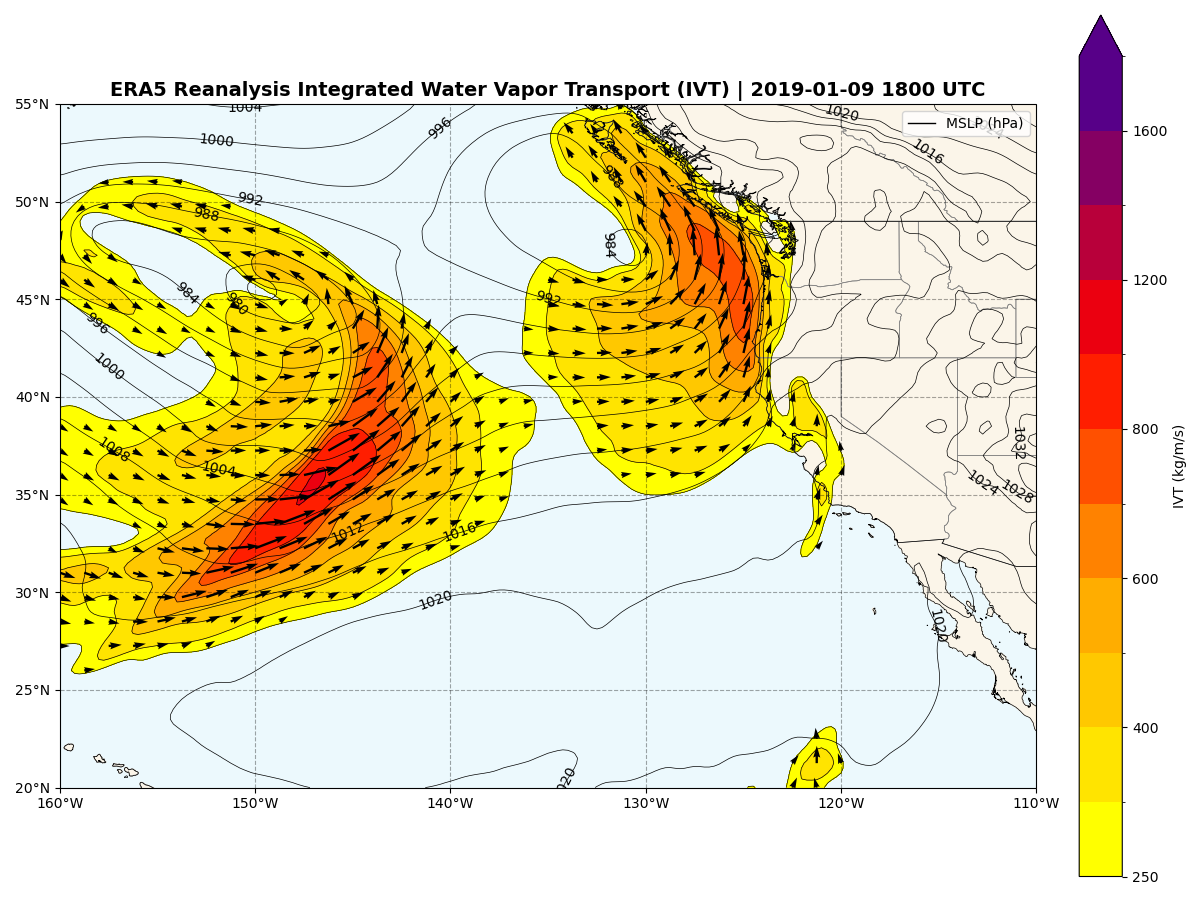 ERA5 Reanalysis Integrated Water Vapor Transport (IVT) | 2019-01-09 1800 UTC
MSLP (hPa)
55°N
50°N
45°N
40°N
35°N
30°N
25°N
20°N
160°W
150°W
140°W
130°W
120°W
110°W
1600
1200
800
600
400
250
IVT (kg/m/s)
1004
1000
996
992
988
984
980
996
1000
1008
1004
1012
1016
1020
988
984
992
1020
1016
1032
1024
1028
1020